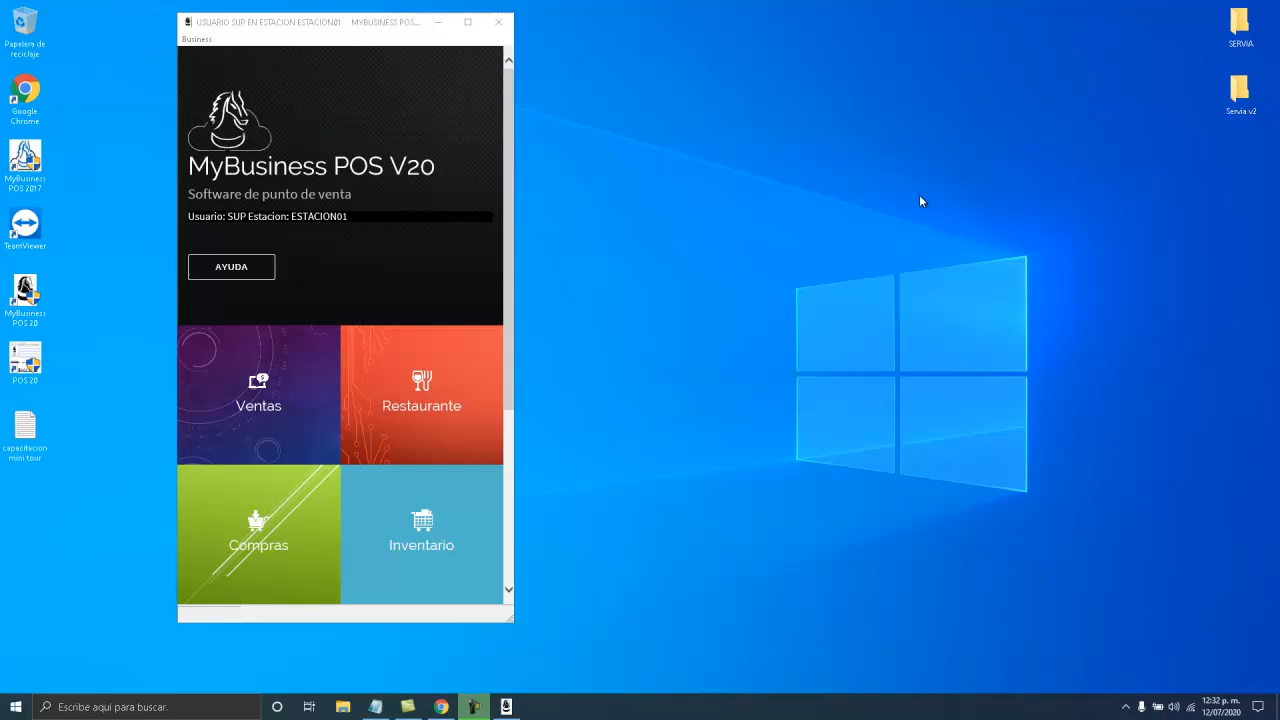 Papelera de
reciclaje
Google
Chrome
MyBusiness
POS 2017
TeamViewer
MyBusiness
POS 20
POS 20
capacitacion
mini tour
USUARIO SUP EN ESTACION ESTACION01 MYBUSINESS POS...
Business
MyBusiness POS V20
Software de punto de venta
Usuario: SUP Estacion: ESTACION01
AYUDA
Ventas
Restaurante
Compras
Inventario
SERVIA
Servia v2
Escribe aquí para buscar.
12:32 p. m.
12/07/2020